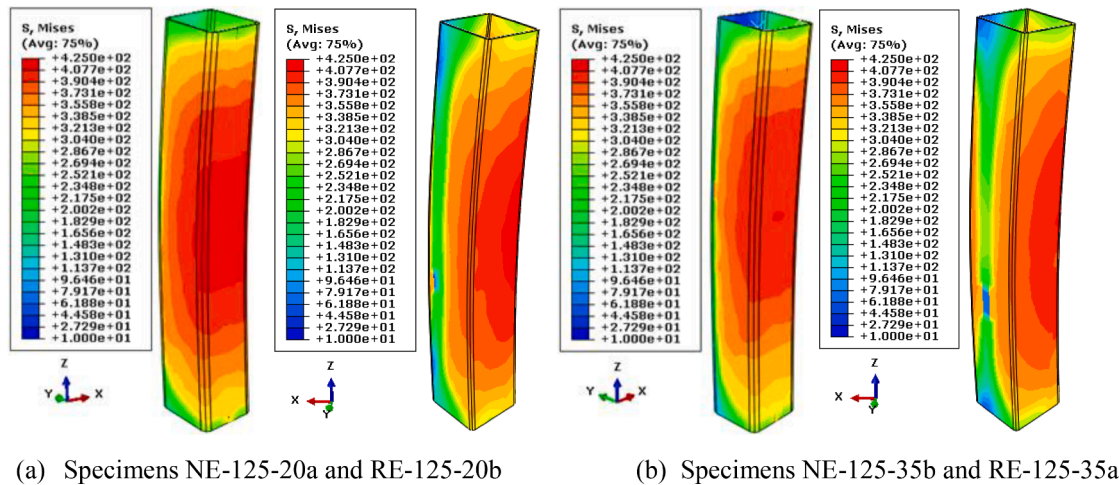 S, Mises
(Avg: 75%)
+4.250e+02
+4.077e+02
+3.904e+02
+3.731e+02
+3.558e+02
+3.385e+02
+3.213e+02
+3.040e+02
+2.867e+02
+2.694e+02
+2.521e+02
+2.348e+02
+2.175e+02
+2.002e+02
+1.829e+02
+1.656e+02
+1.483e+02
+1.310e+02
+1.137e+02
+9.646e+01
+7.917e+01
+6.188e+01
+4.458e+01
+2.729e+01
+1.000e+01
Z
Y
X
S, Mises
(Avg: 75%)
+4.250e+02
+4.077e+02
+3.904e+02
+3.731e+02
+3.558e+02
+3.385e+02
+3.213e+02
+3.040e+02
+2.867e+02
+2.694e+02
+2.521e+02
+2.348e+02
+2.175e+02
+2.002e+02
+1.829e+02
+1.656e+02
+1.483e+02
+1.310e+02
+1.137e+02
+9.646e+01
+7.917e+01
+6.188e+01
+4.458e+01
+2.729e+01
+1.000e+01
Z
X
Y
S, Mises
(Avg: 75%)
+4.250e+02
+4.077e+02
+3.904e+02
+3.731e+02
+3.558e+02
+3.385e+02
+3.213e+02
+3.040e+02
+2.867e+02
+2.694e+02
+2.521e+02
+2.348e+02
+2.175e+02
+2.002e+02
+1.829e+02
+1.656e+02
+1.483e+02
+1.310e+02
+1.137e+02
+9.646e+01
+7.917e+01
+6.188e+01
+4.458e+01
+2.729e+01
+1.000e+01
Z
Y
X
S, Mises
(Avg: 75%)
+4.250e+02
+4.077e+02
+3.904e+02
+3.731e+02
+3.558e+02
+3.385e+02
+3.213e+02
+3.040e+02
+2.867e+02
+2.694e+02
+2.521e+02
+2.348e+02
+2.175e+02
+2.002e+02
+1.829e+02
+1.656e+02
+1.483e+02
+1.310e+02
+1.137e+02
+9.646e+01
+7.917e+01
+6.188e+01
+4.458e+01
+2.729e+01
+1.000e+01
Z
X
Y
(a) Specimens NE-125-20a and RE-125-20b
(b) Specimens NE-125-35b and RE-125-35a